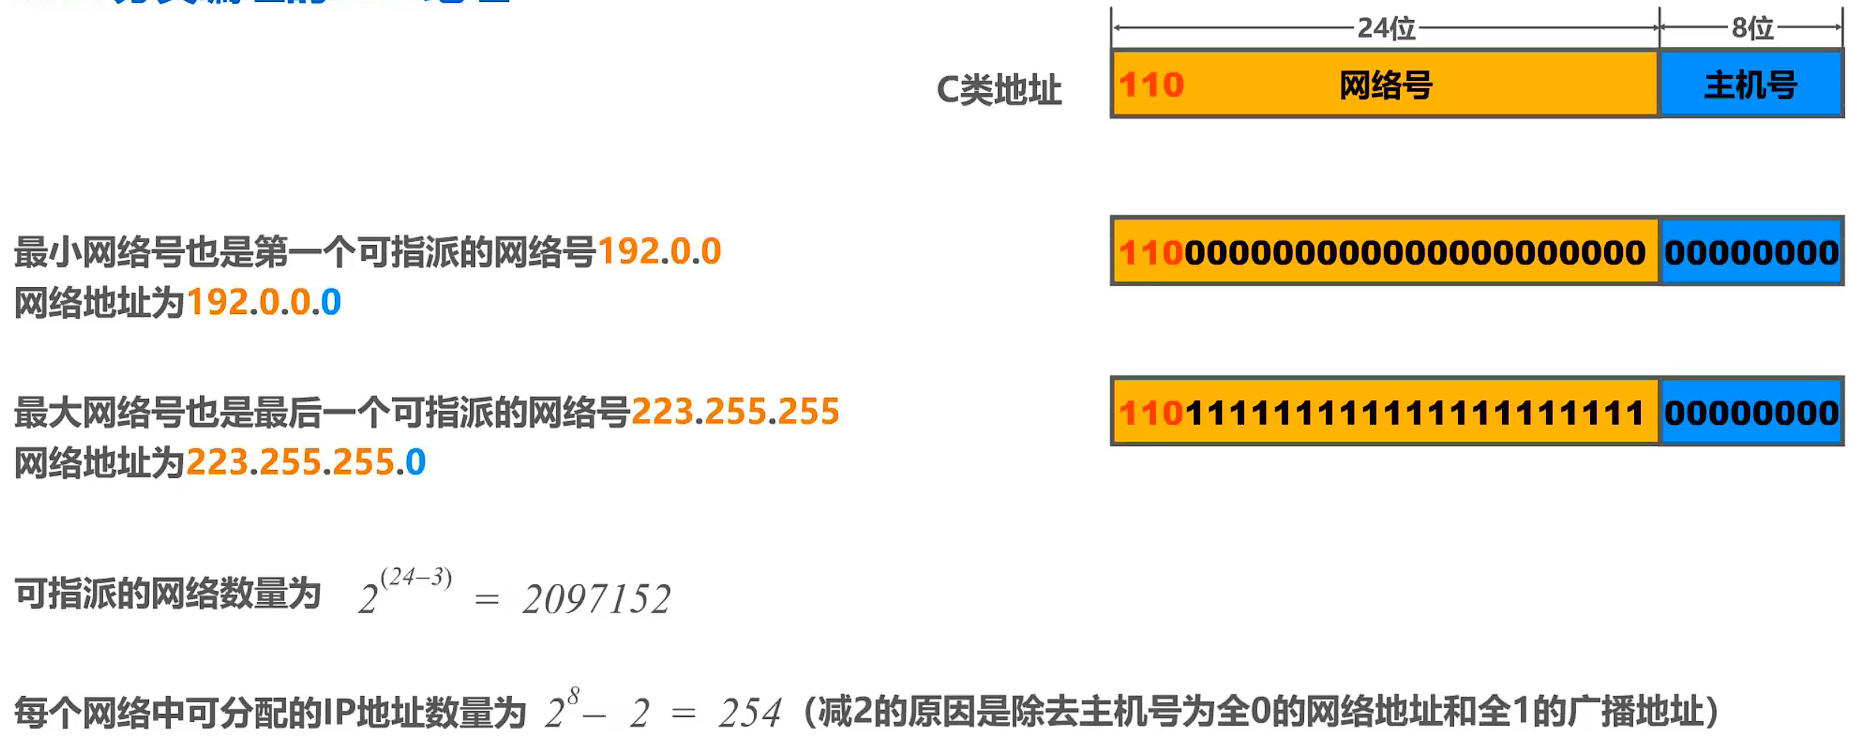 24位 8位
C类地址 110 网络号 主机号
最小网络号也是第一个可指派的网络号192.0.0 110000000000000000000000 00000000
网络地址为192.0.0.0
最大网络号也是最后一个可指派的网络号223.255.255 110111111111111111111111 00000000
网络地址为223.255.255.0
可指派的网络数量为 2^(24–3) = 2097152
每个网络中可分配的IP地址数量为 2^8 – 2 = 254（减2的原因是除去主机号为全0的网络地址和全1的广播地址）